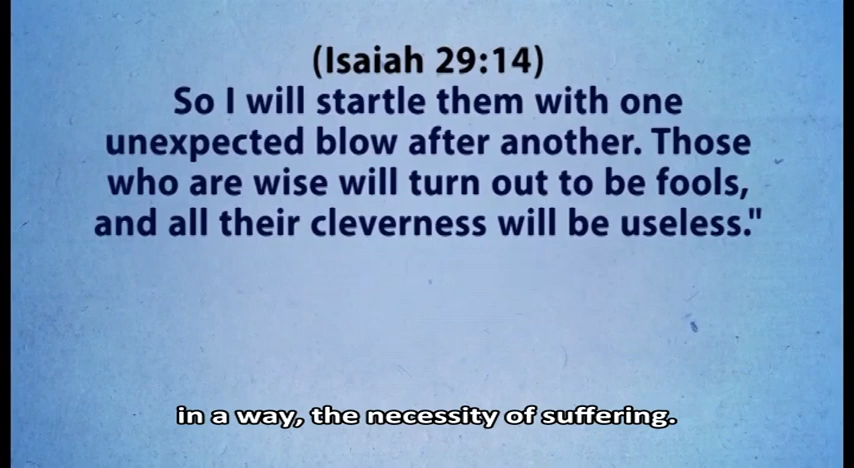 (Isaiah 29:14)
So I will startle them with one
unexpected blow after another. Those
who are wise will turn out to be fools,
and all their cleverness will be useless."
in a way, the necessity of suffering.